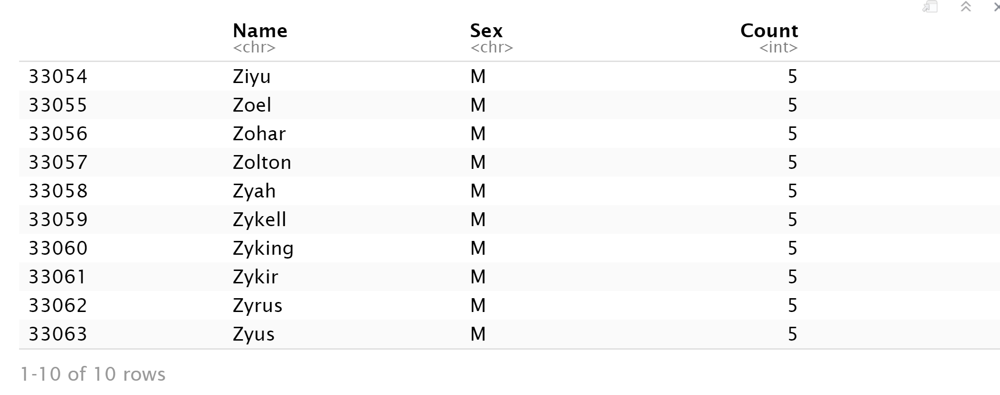 Name Sex Count
<chr> <chr> <int>
33054 Ziyu M 5
33055 Zoel M 5
33056 Zohar M 5
33057 Zolton M 5
33058 Zyah M 5
33059 Zykell M 5
33060 Zyking M 5
33061 Zykir M 5
33062 Zyrus M 5
33063 Zyus M 5
1-10 of 10 rows